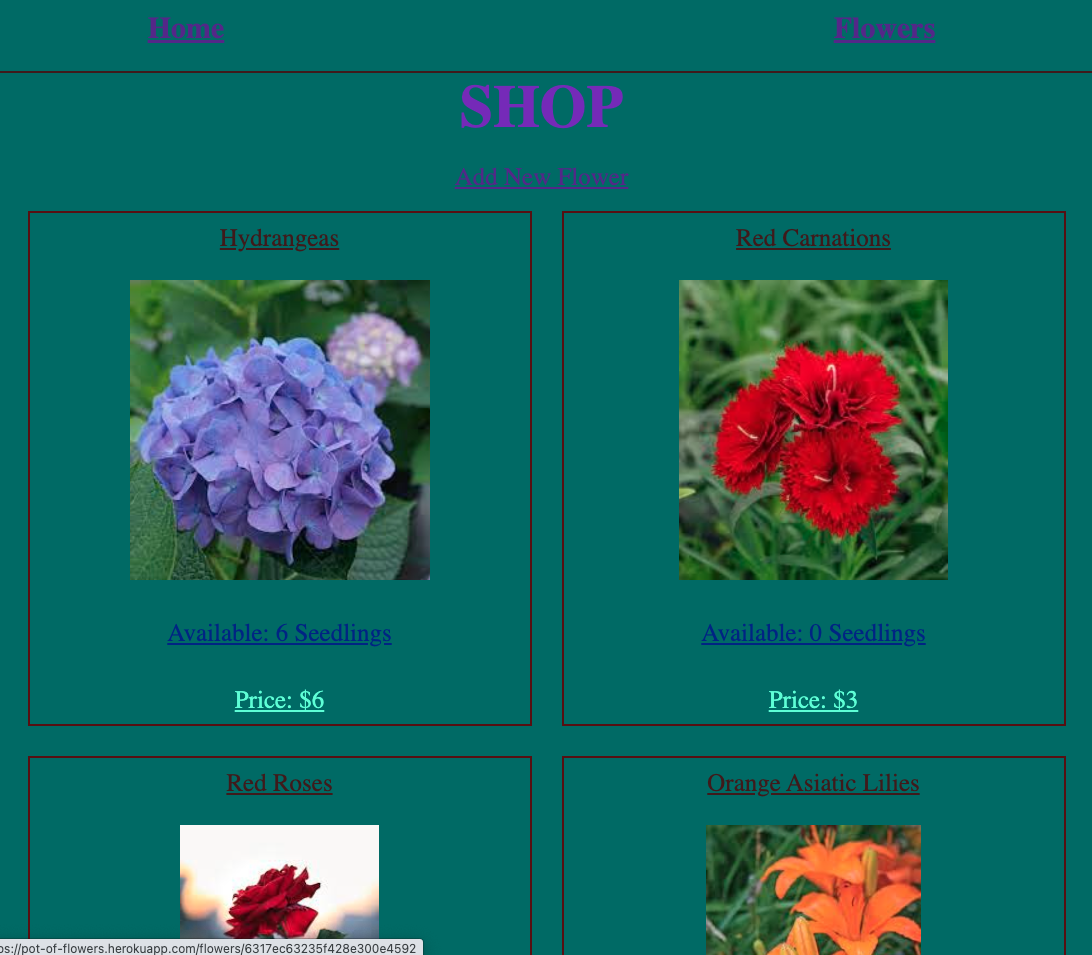 Home Flowers
SHOP
Add New Flower
Hydrangeas Red Carnations
Available: 6 Seedlings Available: 0 Seedlings
Price: $6 Price: $3
Red Roses Orange Asiatic Lilies
ps://pot-of-flowers.herokuapp.com/flowers/6317ec63235f428e300e4592